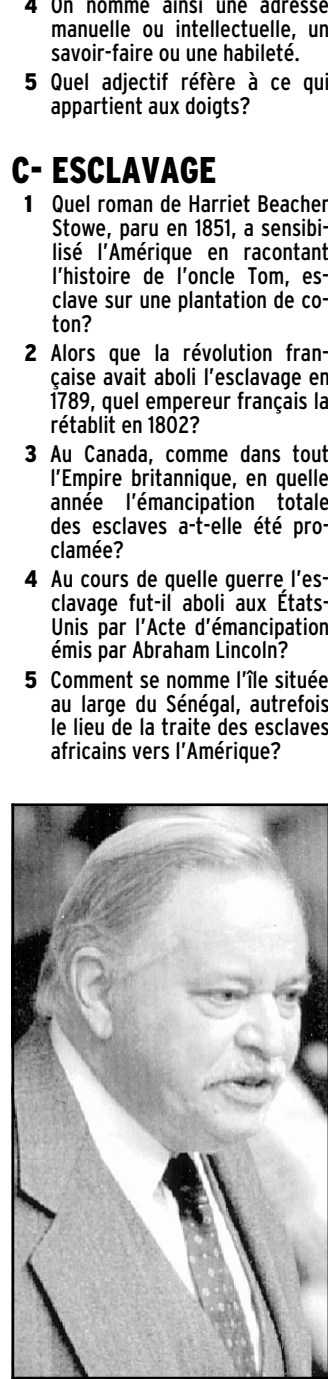 4 On nomme ainsi une adresse
manuelle ou intellectuelle, un
savoir-faire ou une habileté.
5 Quel adjectif réfère à ce qui
appartient aux doigts?
C- ESCLAVAGE
1 Quel roman de Harriet Beacher
Stowe, paru en 1851, a sensibi-
lisé l'Amérique en racontant
l'histoire de l'oncle Tom, es-
clave sur une plantation de co-
ton?
2 Alors que la révolution fran-
çaise avait aboli l'esclavage en
1789, quel empereur français la
rétablit en 1802?
3 Au Canada, comme dans tout
l'Empire britannique, en quelle
année l'émancipation totale
des esclaves a-t-elle été pro-
clamée?
4 Au cours de quelle guerre l'es-
clavage fut-il aboli aux États-
Unis par l'Acte d'émancipation
émis par Abraham Lincoln?
5 Comment se nomme l'île située
au large du Sénégal, autrefois
le lieu de la traite des esclaves
africains vers l'Amérique?